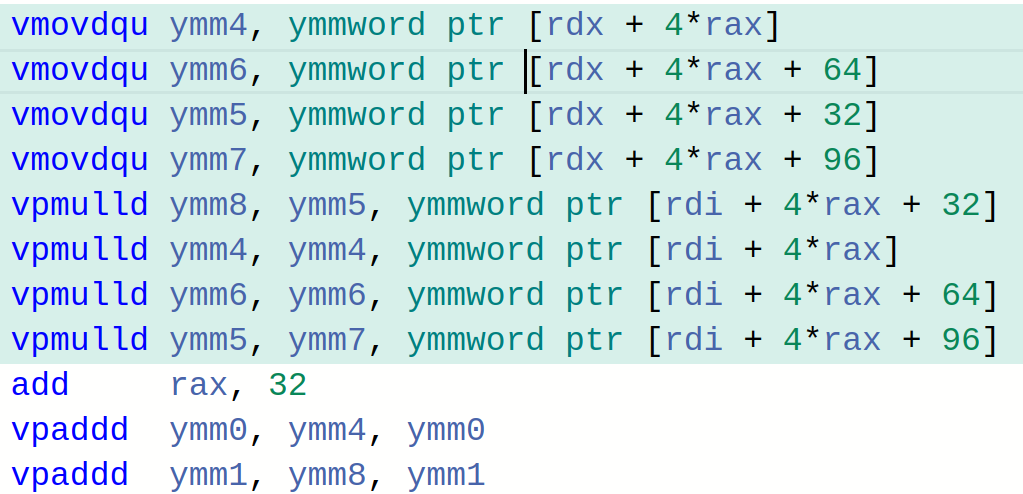 vmovdqu ymm4, ymmword ptr [rdx + 4*rax]
vmovdqu ymm6, ymmword ptr [rdx + 4*rax + 64]
vmovdqu ymm5, ymmword ptr [rdx + 4*rax + 32]
vmovdqu ymm7, ymmword ptr [rdx + 4*rax + 96]
vpmulld ymm8, ymm5, ymmword ptr [rdi + 4*rax + 32]
vpmulld ymm4, ymm4, ymmword ptr [rdi + 4*rax]
vpmulld ymm6, ymm6, ymmword ptr [rdi + 4*rax + 64]
vpmulld ymm5, ymm7, ymmword ptr [rdi + 4*rax + 96]
add     rax, 32
vpaddd  ymm0, ymm4, ymm0
vpaddd  ymm1, ymm8, ymm1